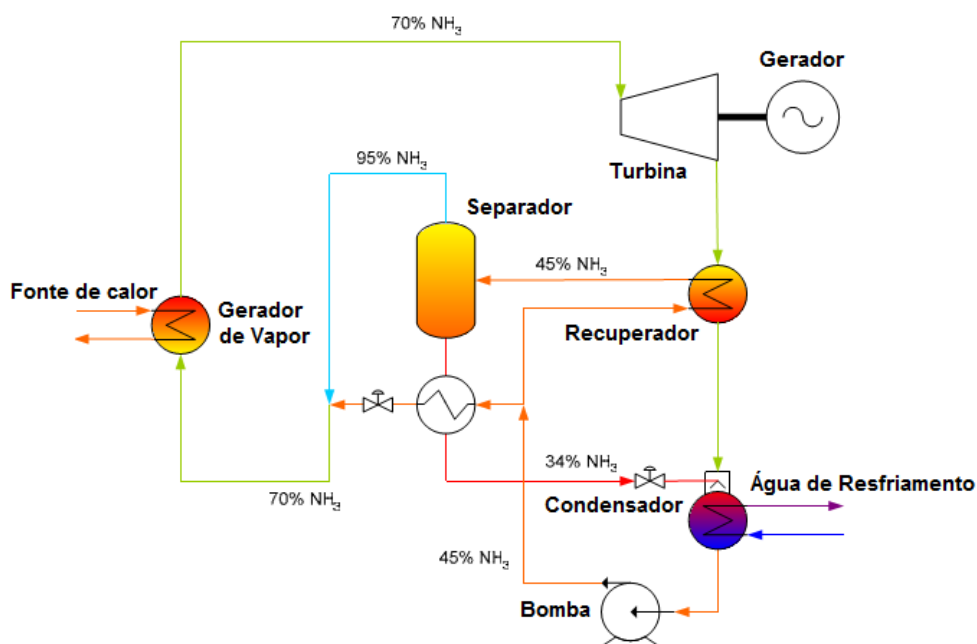 70% NH₃
Gerador
Turbina
95% NH₃
Separador
45% NH₃
Fonte de calor
Gerador
de Vapor
Recuperador
34% NH₃
Condensador
Água de Resfriamento
70% NH₃
45% NH₃
Bomba